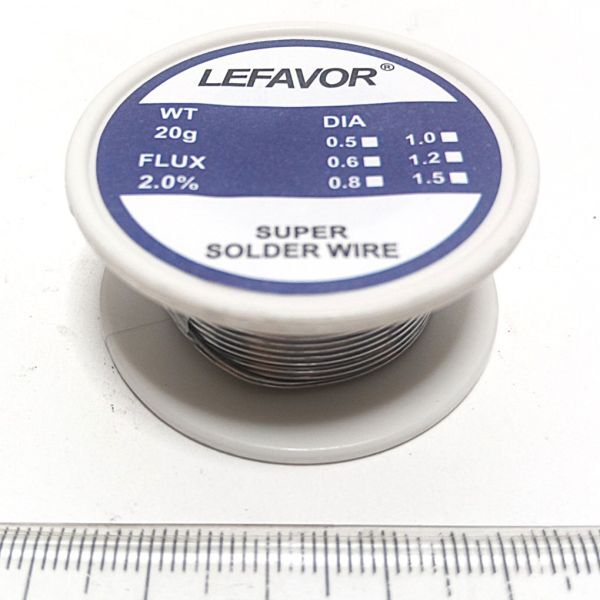 LEFAVOR®
WT
20g
FLUX
2.0%
DIA
0.5 1.0
0.6 1.2
0.8 1.5
SUPER
SOLDER WIRE